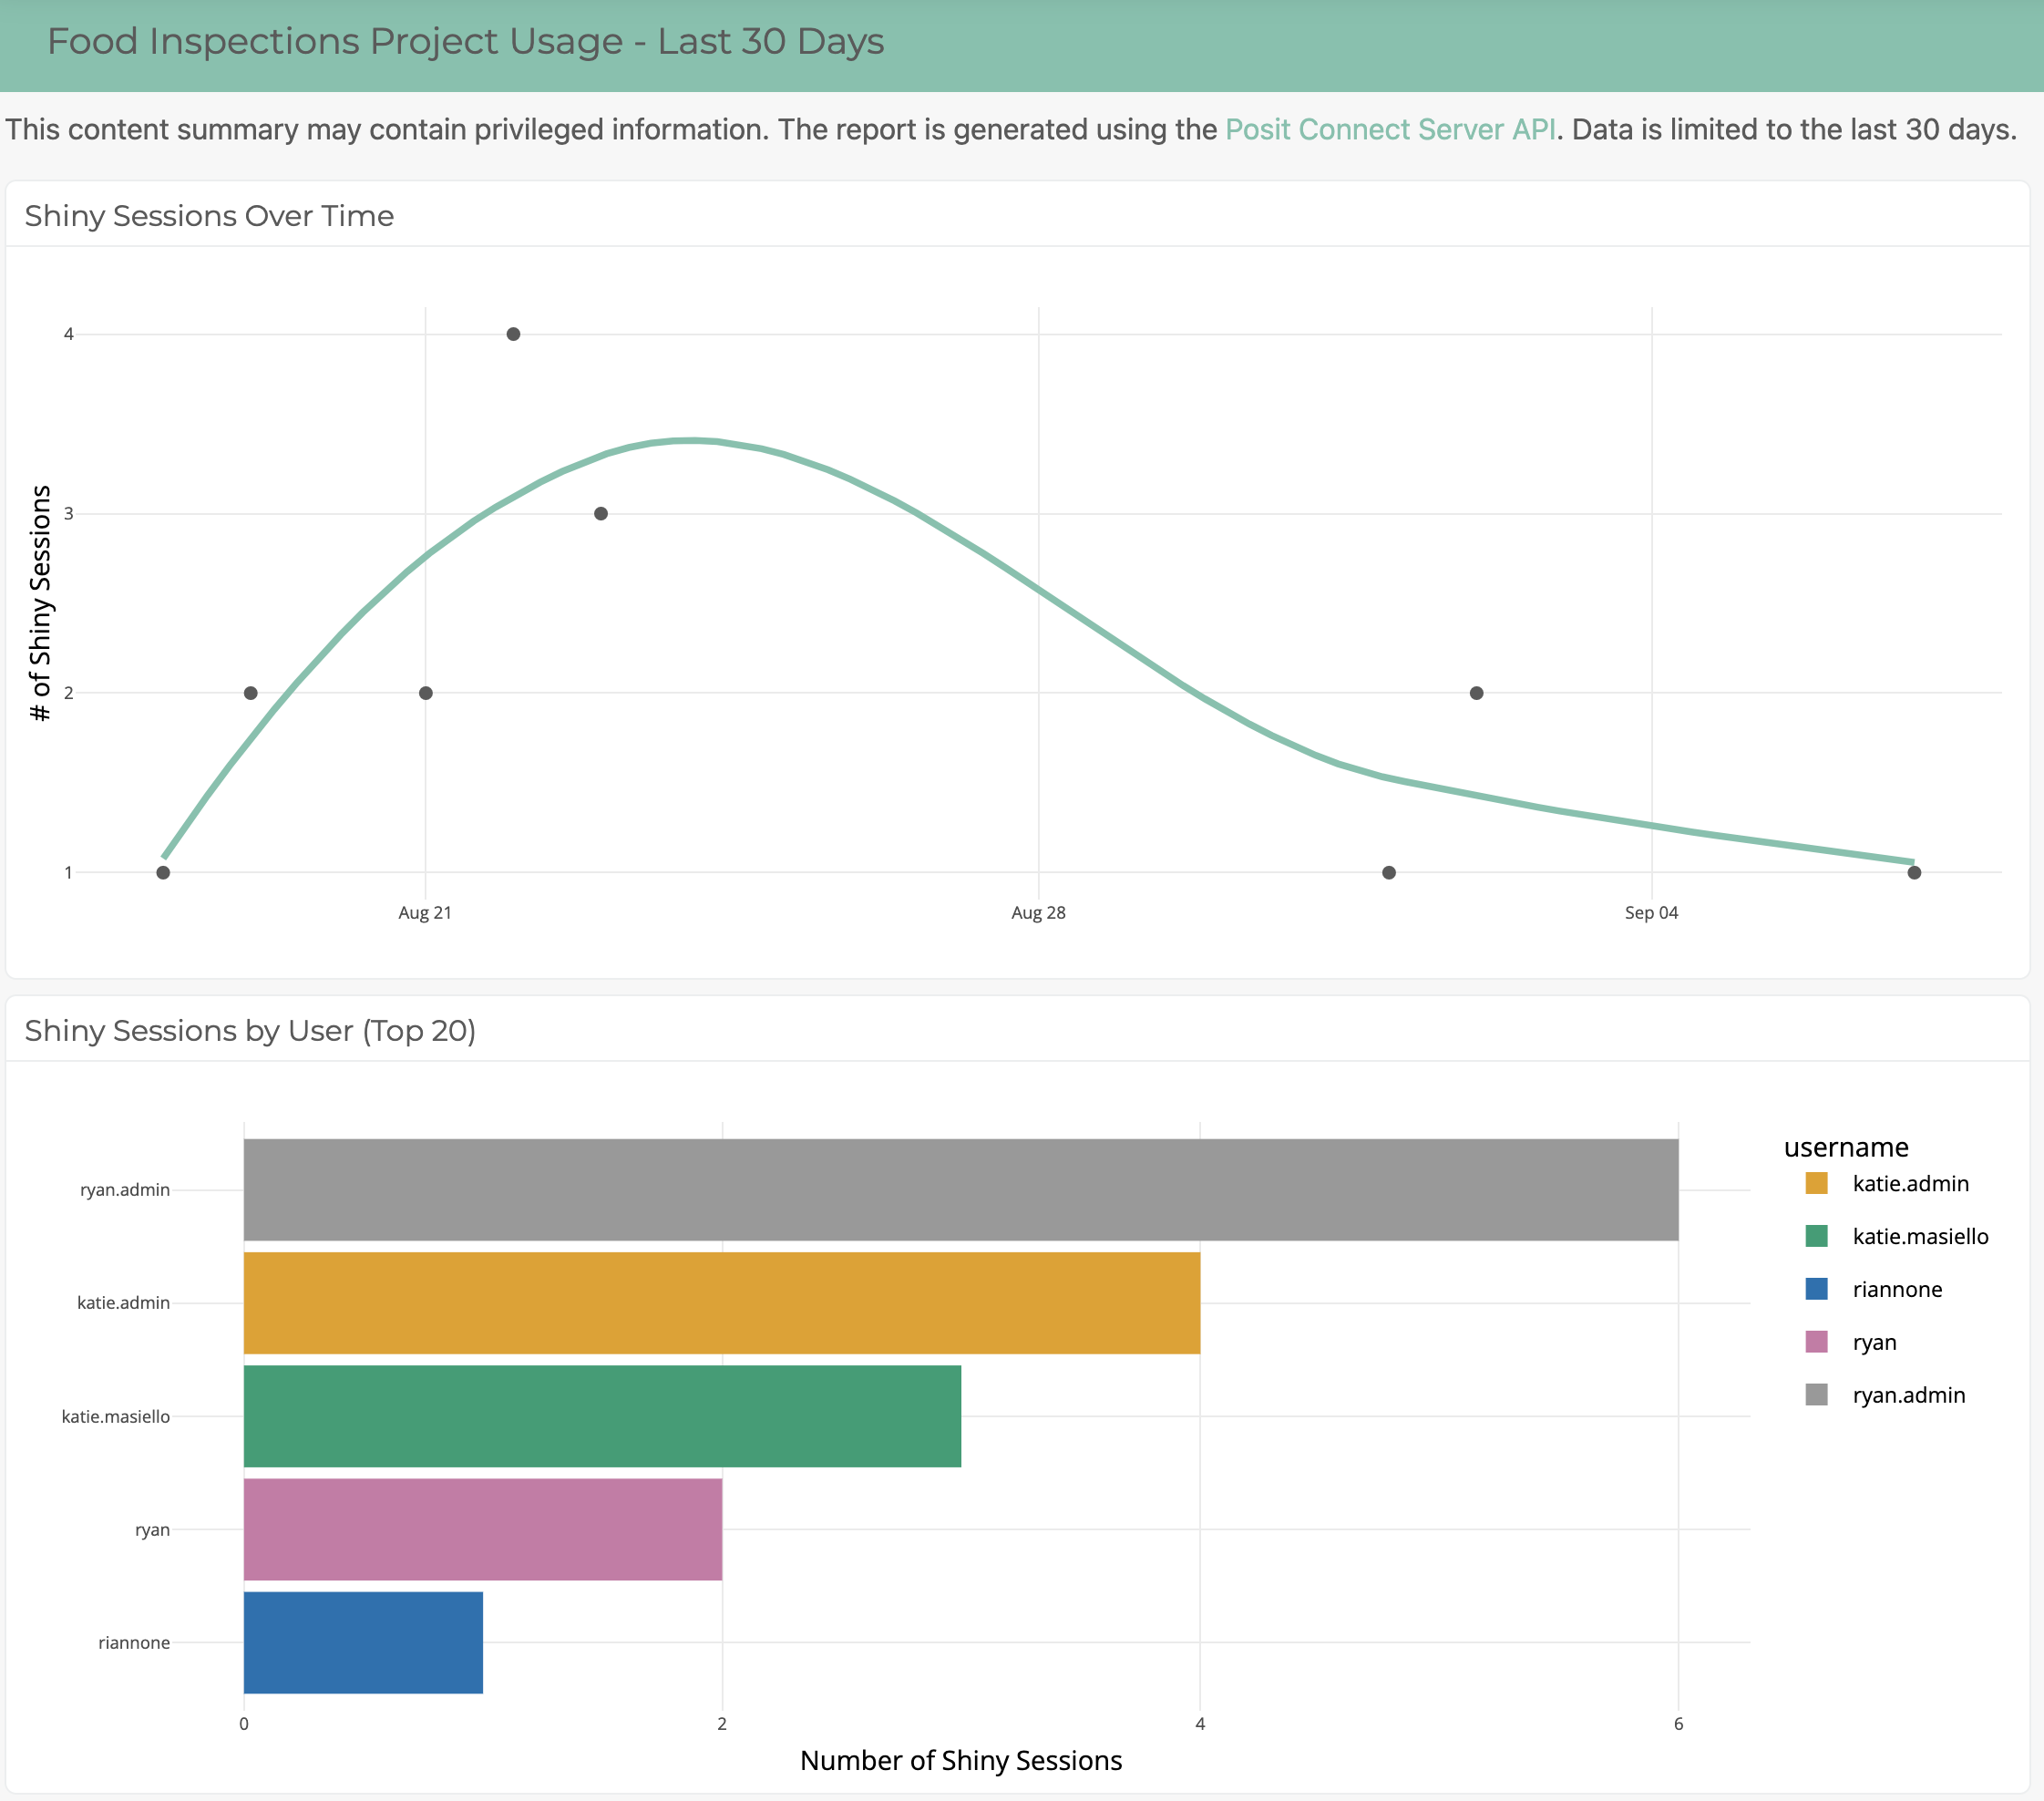 Food Inspections Project Usage - Last 30 Days
This content summary may contain privileged information. The report is generated using the Posit Connect Server API. Data is limited to the last 30 days.
Shiny Sessions Over Time
# of Shiny Sessions
4
3
2
1
Aug 21
Aug 28
Sep 04
Shiny Sessions by User (Top 20)
ryan.admin
katie.admin
katie.masiello
ryan
riannone
0
2
4
6
Number of Shiny Sessions
username
katie.admin
katie.masiello
riannone
ryan
ryan.admin